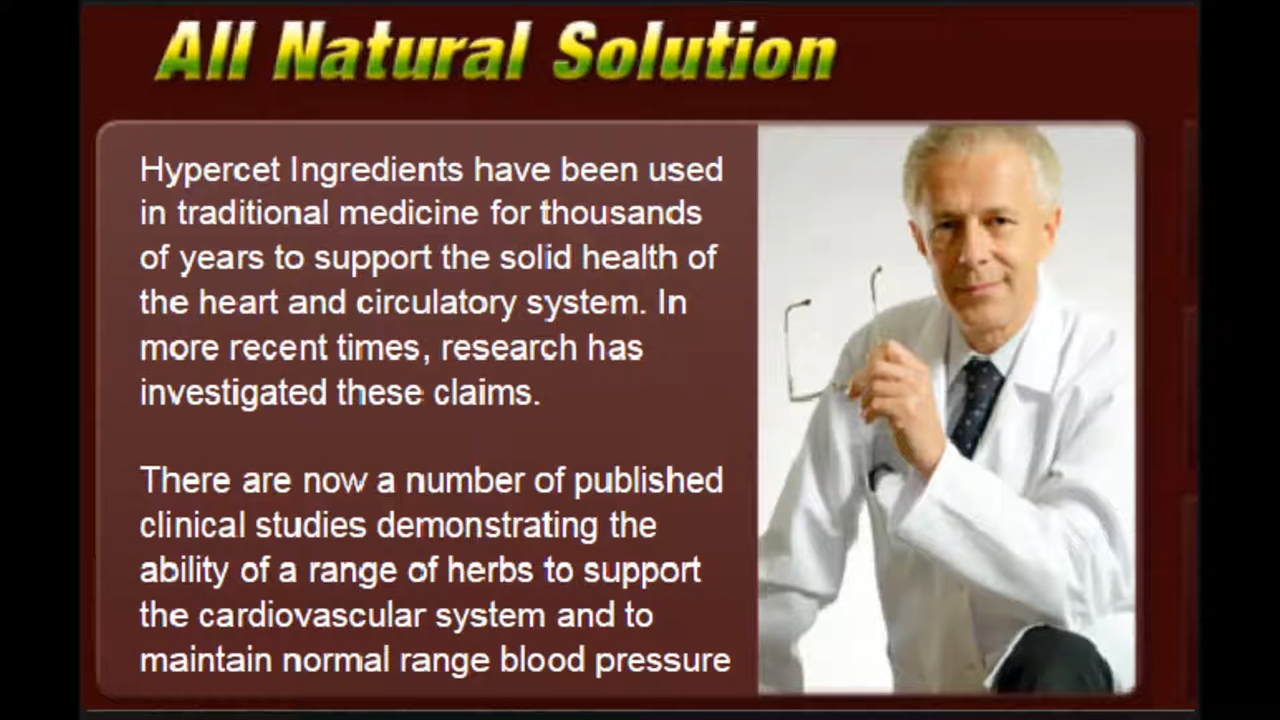 All Natural Solution
Hypercet Ingredients have been used
in traditional medicine for thousands
of years to support the solid health of
the heart and circulatory system. In
more recent times, research has
investigated these claims.
There are now a number of published
clinical studies demonstrating the
ability of a range of herbs to support
the cardiovascular system and to
maintain normal range blood pressure